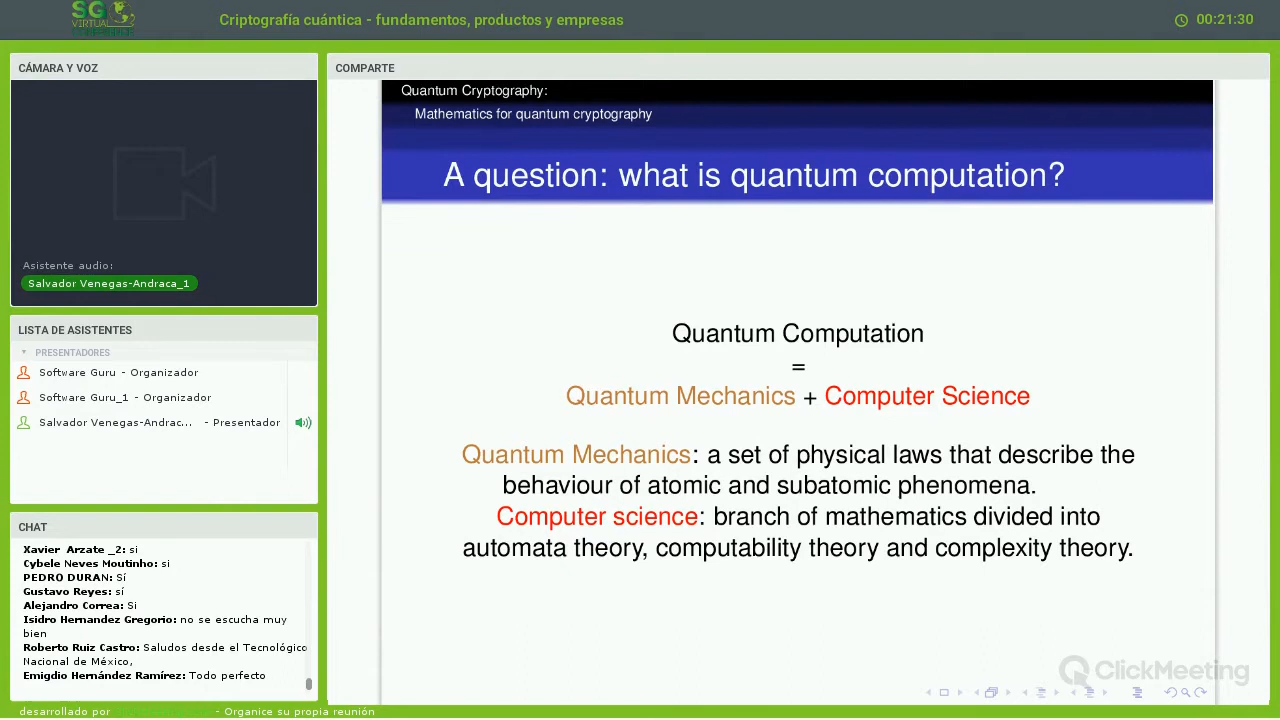 SG
VIRTUAL
CONFERENCE
Criptografía cuántica - fundamentos, productos y empresas
00:21:30
CÁMARA Y VOZ
Asistente audio:
Salvador Venegas-Andraca_1
LISTA DE ASISTENTES
PRESENTADORES
Software Guru - Organizador
Software Guru_1 - Organizador
Salvador Venegas-Andrac... - Presentador
CHAT
Xavier Arzate _2: si
Cybele Neves Moutinho: si
PEDRO DURAN: Sí
Gustavo Reyes: sí
Alejandro Correa: Si
Isidro Hernandez Gregorio: no se escucha muy
bien
Roberto Ruiz Castro: Saludos desde el Tecnológico
Nacional de México,
Emigdio Hernández Ramírez: Todo perfecto
desarrollado por - Organice su propia reunión
COMPARTE
Quantum Cryptography:
Mathematics for quantum cryptography
A question: what is quantum computation?
Quantum Computation
=
Quantum Mechanics + Computer Science
Quantum Mechanics: a set of physical laws that describe the
behaviour of atomic and subatomic phenomena.
Computer science: branch of mathematics divided into
automata theory, computability theory and complexity theory.
ClickMeeting